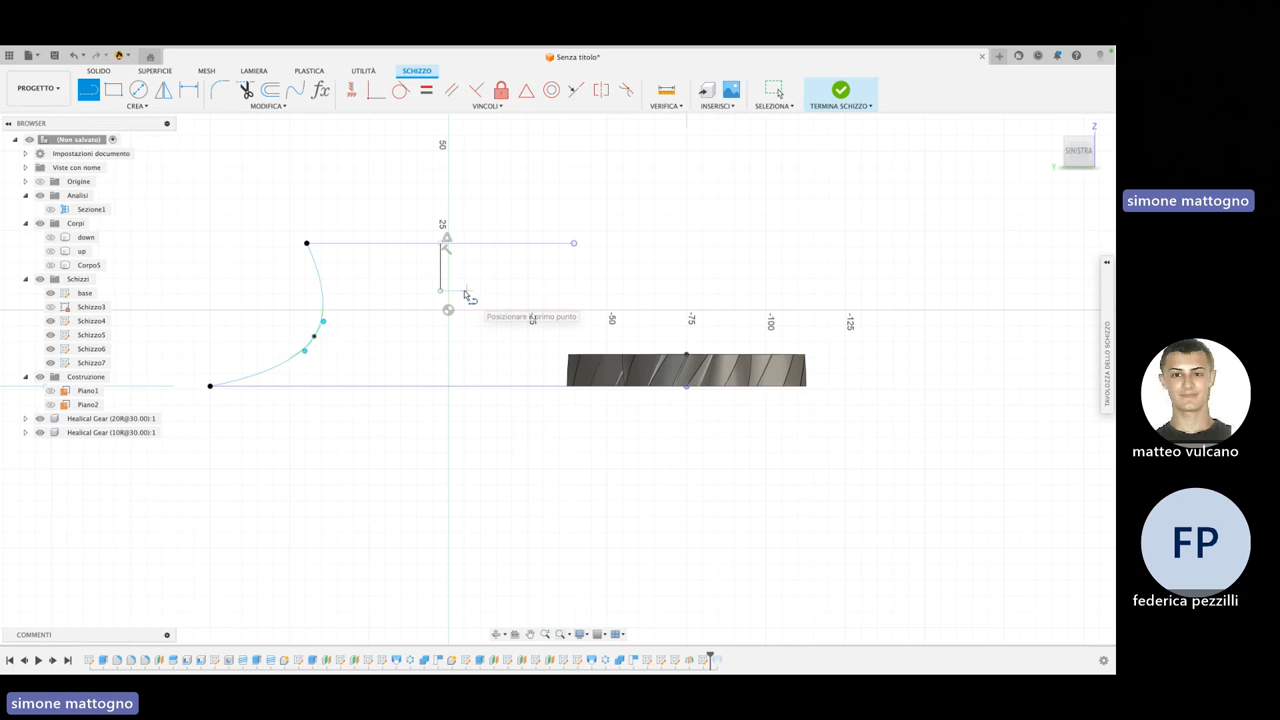 Senza titolo*
PROGETTO
SOLIDO
SUPERFICIE
MESH
LAMIERA
PLASTICA
UTILITÀ
SCHIZZO
CREA
MODIFICA
VINCOLI
VERIFICA
INSERISCI
SELEZIONA
TERMINA SCHIZZO
BROWSER
(Non salvato)
Impostazioni documento
Viste con nome
Origine
Analisi
Sezione1
Corpi
down
up
Corpo5
Schizzi
base
Schizzo3
Schizzo4
Schizzo5
Schizzo6
Schizzo7
Costruzione
Piano1
Piano2
Healical Gear (20R@30.00):1
Healical Gear (10R@30.00):1
50
25
-50
-75
-100
-125
Posizionare il primo punto
Z
SINISTRA
Y
TAVOLOZZA DELLO SCHIZZO
COMMENTI
simone mattogno
matteo vulcano
FP
federica pezzilli
simone mattogno